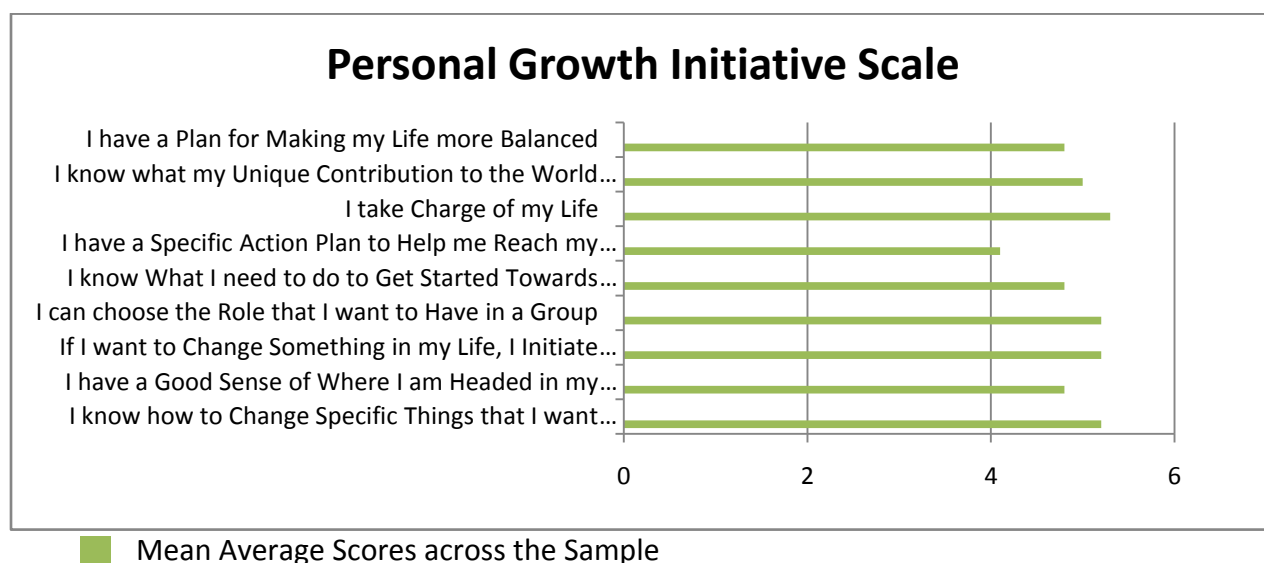 Personal Growth Initiative Scale
I have a Plan for Making my Life more Balanced
I know what my Unique Contribution to the World...
I take Charge of my Life
I have a Specific Action Plan to Help me Reach my...
I know What I need to do to Get Started Towards...
I can choose the Role that I want to Have in a Group
If I want to Change Something in my Life, I Initiate...
I have a Good Sense of Where I am Headed in my...
I know how to Change Specific Things that I want...
0 2 4 6
Mean Average Scores across the Sample